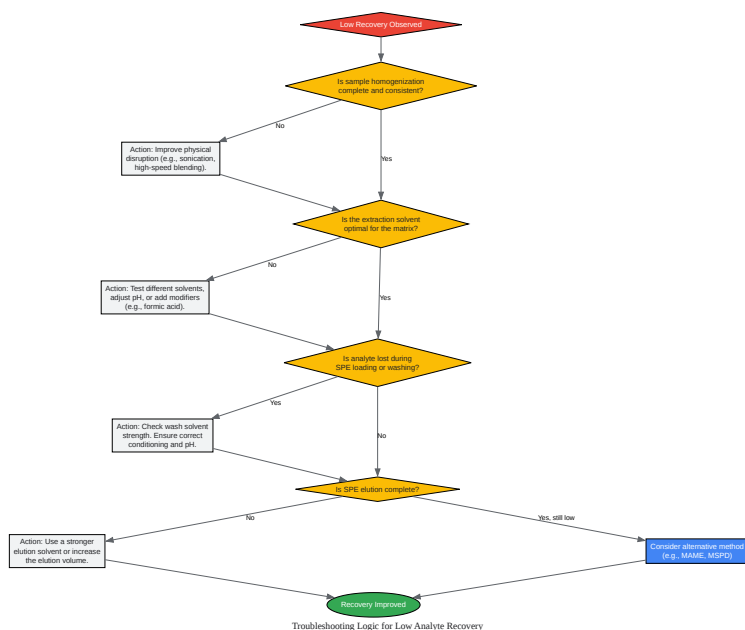 Low Recovery Observed
Is sample homogenization
complete and consistent?
No
Yes
Action: Improve physical
disruption (e.g., sonication,
high-speed blending).
Is the extraction solvent
optimal for the matrix?
No
Yes
Action: Test different solvents,
adjust pH, or add modifiers
(e.g., formic acid).
Is analyte lost during
SPE loading or washing?
Yes
No
Action: Check wash solvent
strength. Ensure correct
conditioning and pH.
Is SPE elution complete?
No
Yes, still low
Action: Use a stronger
elution solvent or increase
the elution volume.
Consider alternative method
(e.g., MAME, MSPD)
Recovery Improved
Troubleshooting Logic for Low Analyte Recovery